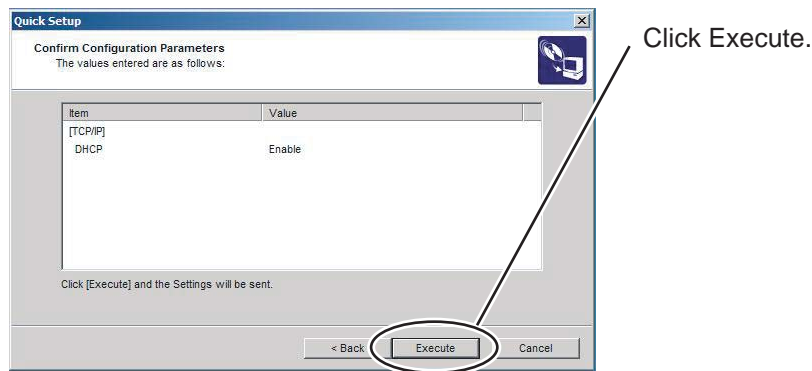 Quick Setup
Confirm Configuration Parameters
The values entered are as follows:
Click Execute.
Item Value
[TCP/IP]
DHCP Enable
Click [Execute] and the Settings will be sent.
< Back Execute Cancel